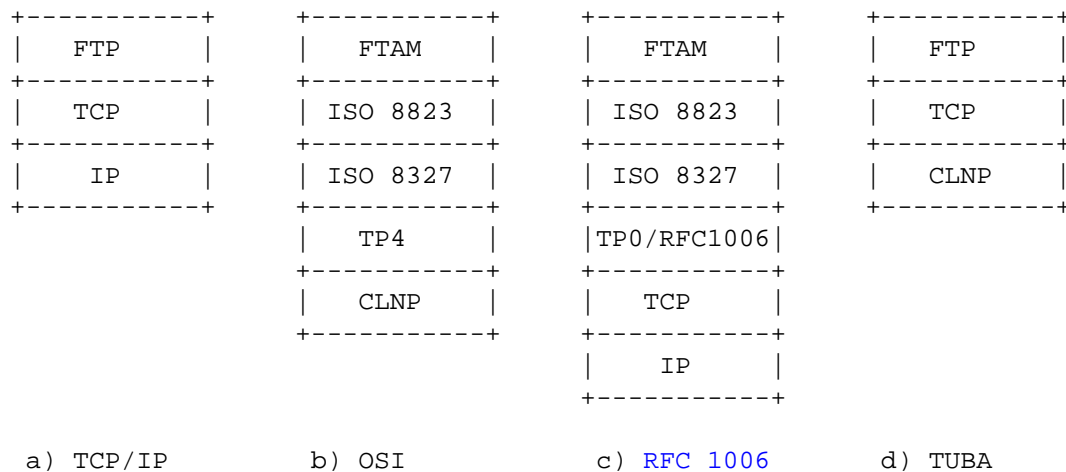 +-----------+ +-----------+ +-----------+ +-----------+
| FTP | | FTAM | | FTAM | | FTP |
+-----------+ +-----------+ +-----------+ +-----------+
| TCP | | ISO 8823 | | ISO 8823 | | TCP |
+-----------+ +-----------+ +-----------+ +-----------+
| IP | | ISO 8327 | | ISO 8327 | | CLNP |
+-----------+ +-----------+ +-----------+ +-----------+
| TP4 | |TP0/RFC1006|
+-----------+ +-----------+
| CLNP | | TCP |
+-----------+ +-----------+
| IP |
+-----------+
a) TCP/IP b) OSI c) RFC 1006 d) TUBA